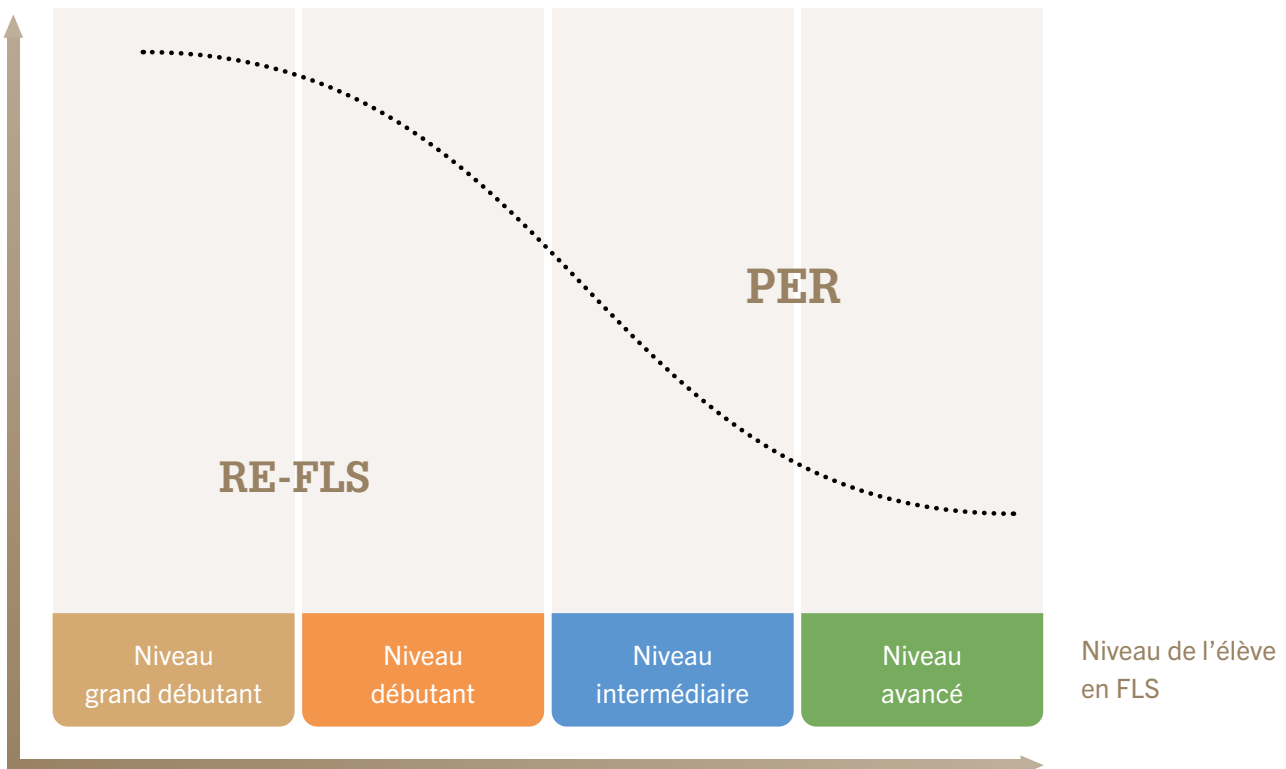 PER
RE-FLS
Niveau
grand débutant
Niveau
débutant
Niveau
intermédiaire
Niveau
avancé
Niveau de l’élève
en FLS